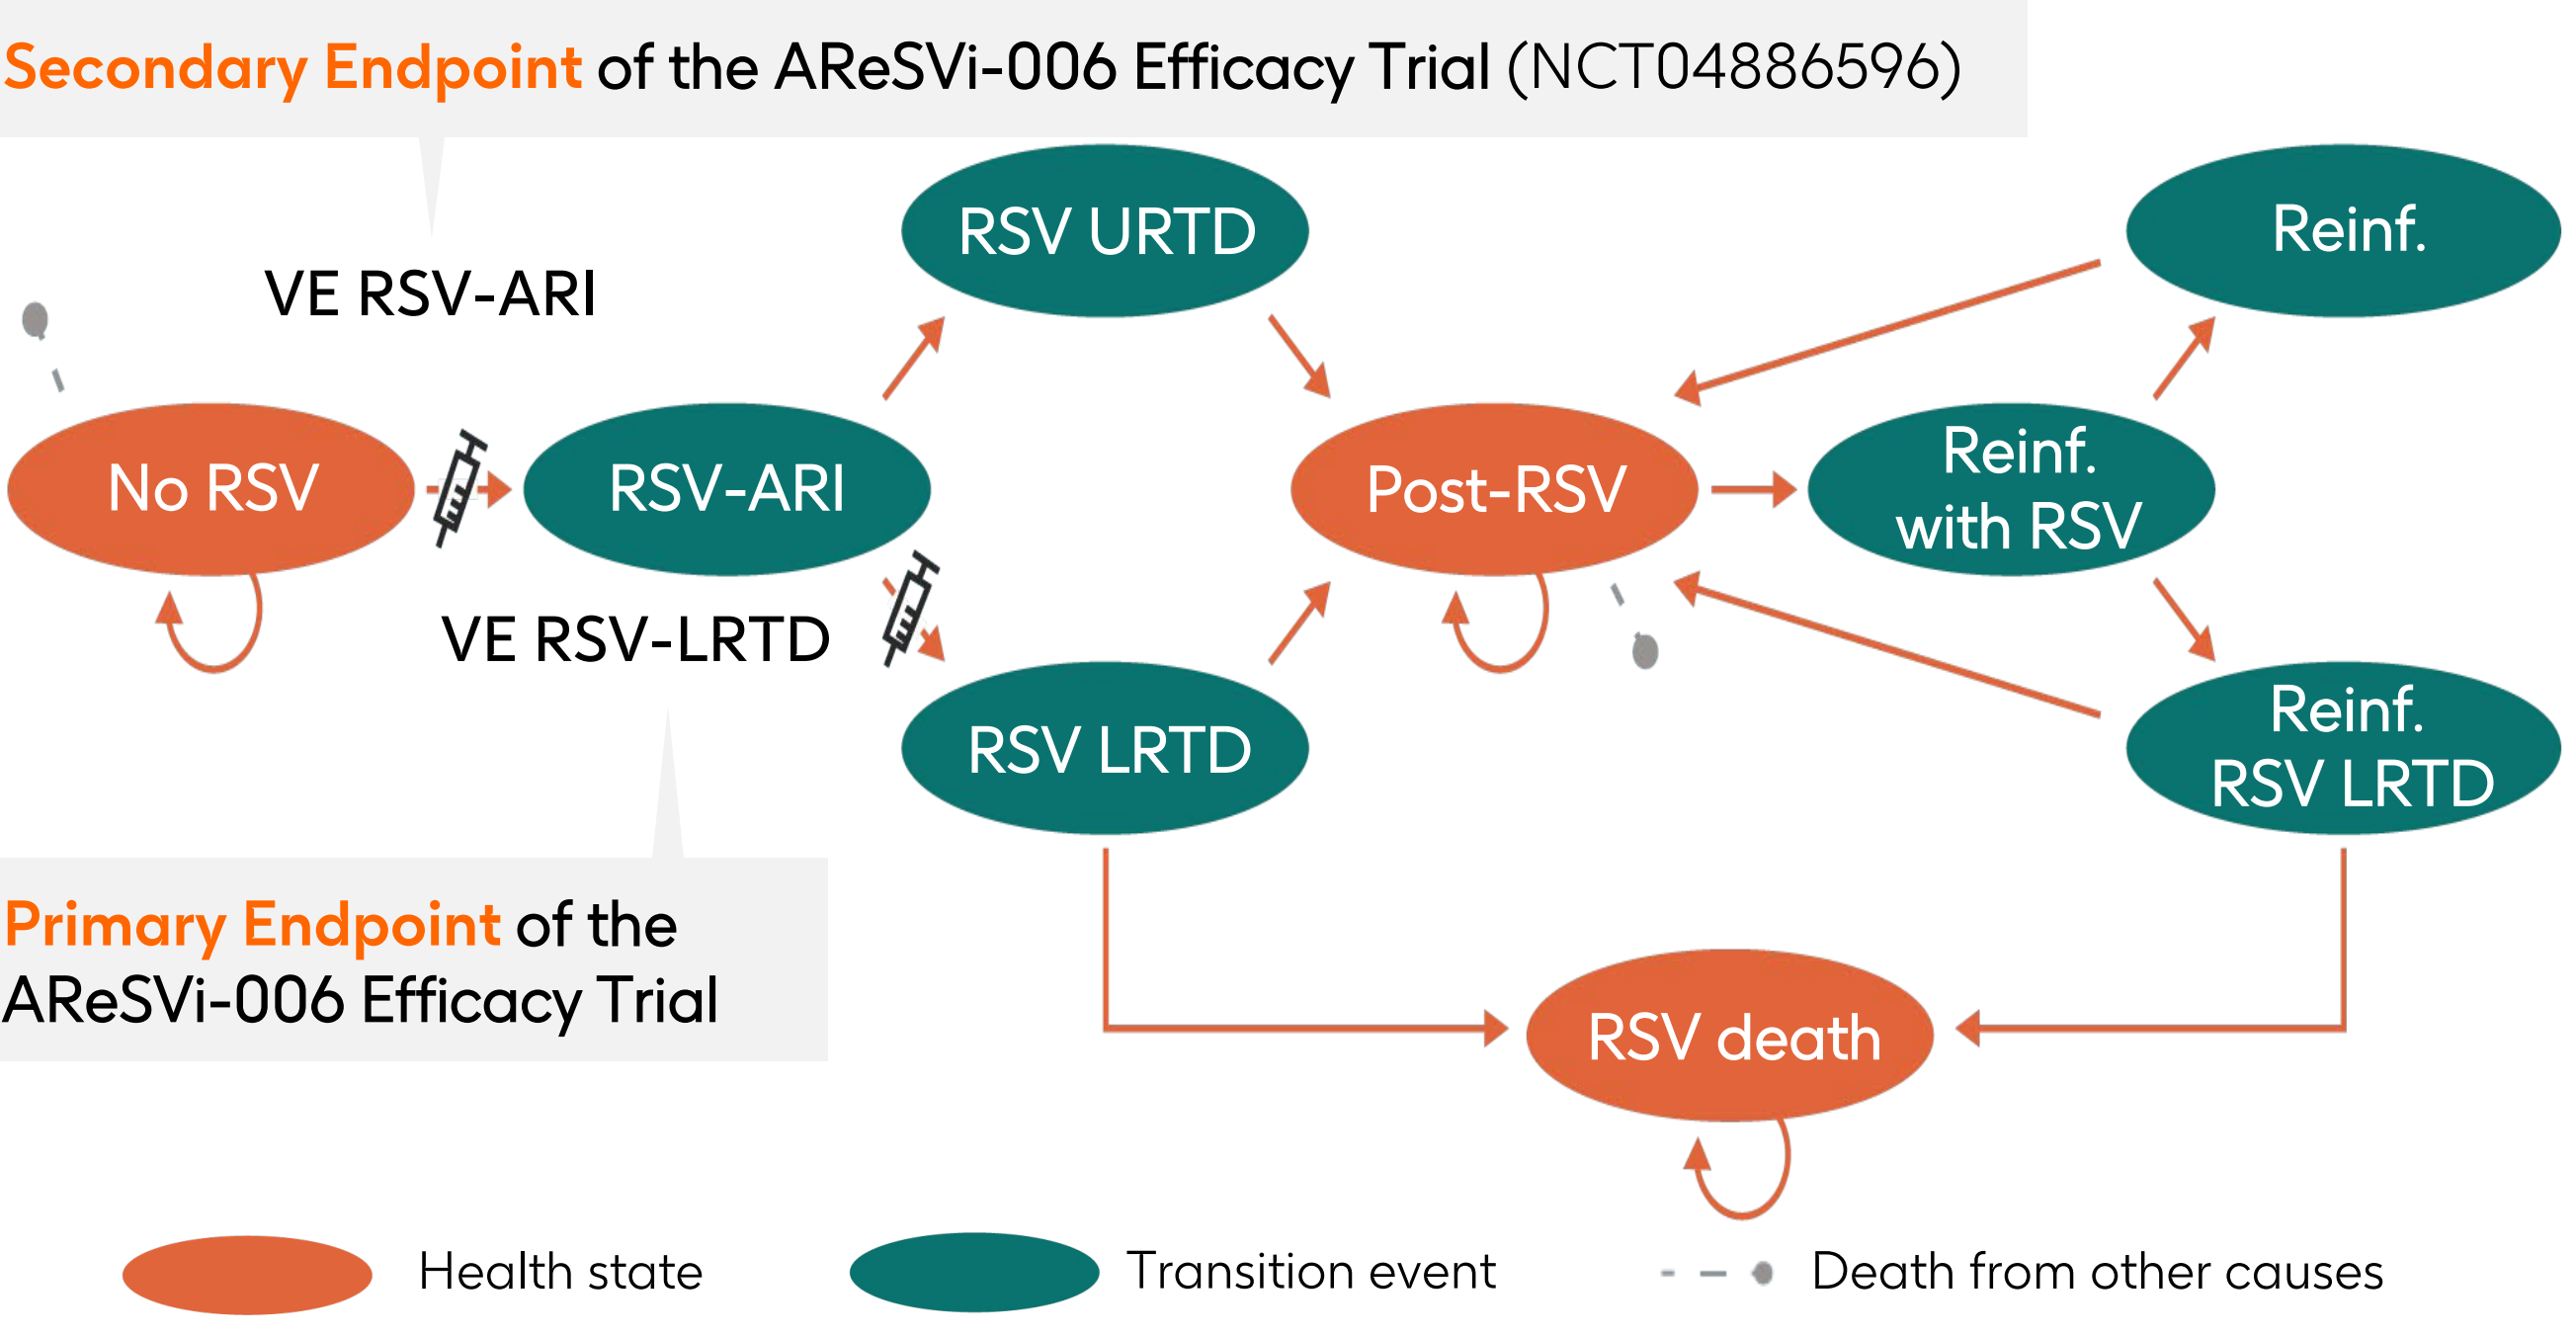 Secondary Endpoint of the AReSVi-006 Efficacy Trial (NCT04886596)
RSV URTD
Reinf.
VE RSV-ARI
No RSV
RSV-ARI
Post-RSV
Reinf.
with RSV
VE RSV-LRTD
RSV LRTD
Reinf.
RSV LRTD
Primary Endpoint of the
AReSVi-006 Efficacy Trial
RSV death
Health state
Transition event
Death from other causes